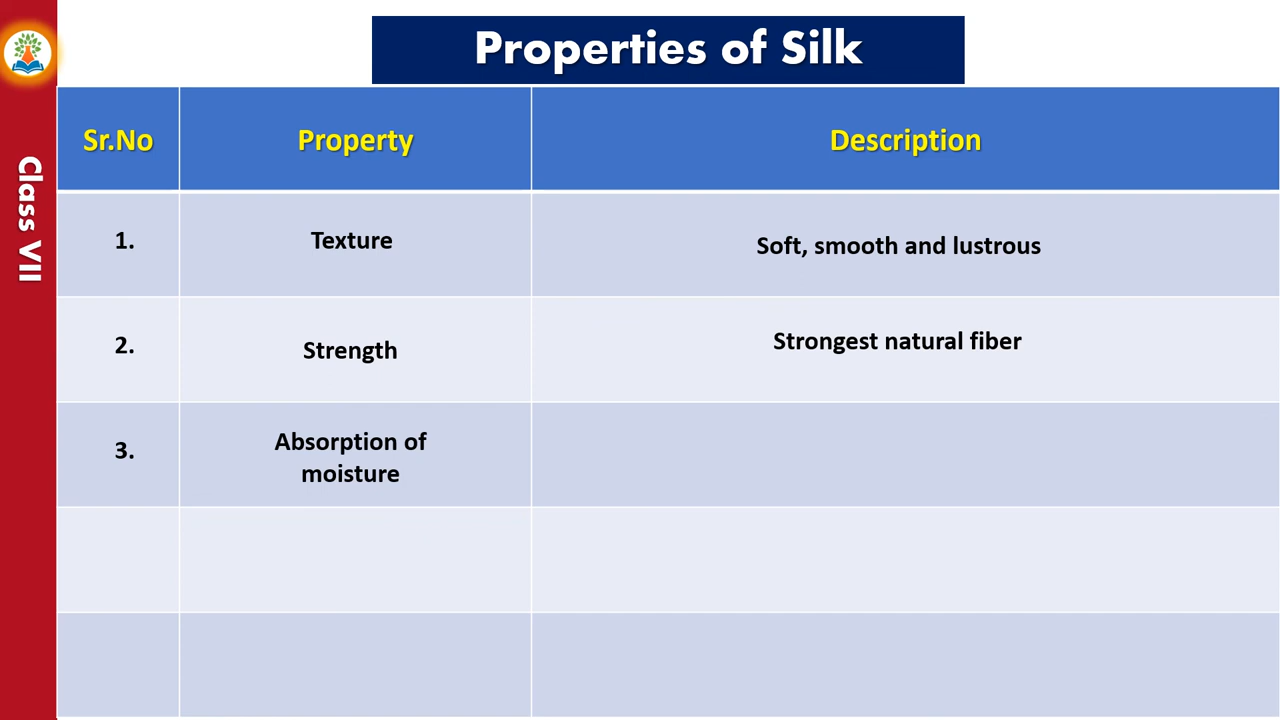 Properties of Silk
Class VII
Sr.No Property Description
1. Texture Soft, smooth and lustrous
2. Strength Strongest natural fiber
3. Absorption of
moisture